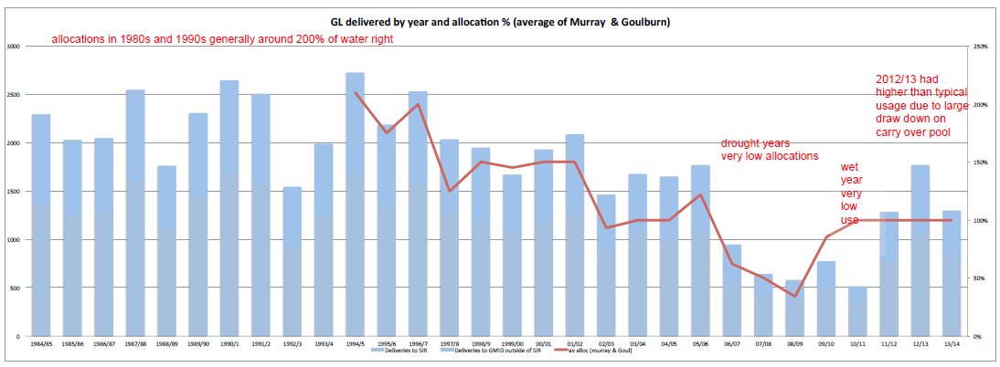 GL delivered by year and allocation % (average of Murray & Goulburn)
allocations in 1980s and 1990s generally around 200% of water right
3000
2500
2000
1500
1000
500
0
250%
200%
150%
100%
50%
0%
2012/13 had
higher than typical
usage due to large
draw down on
carry over pool
drought years
very low allocations
wet
year
very
low
use
1984/85 1985/86 1986/87 1987/88 1988/89 1989/90 1990/1 1991/2 1992/3 1993/4 1994/5 1995/6 1996/7 1997/8 1998/9 1999/00 00/01 01/02 02/03 03/04 04/05 05/06 06/07 07/08 08/09 09/10 10/11 11/12 12/13 13/14
Deliveries to SIR Deliveries to GMID outside of SIR av alloc (murray & Goul)